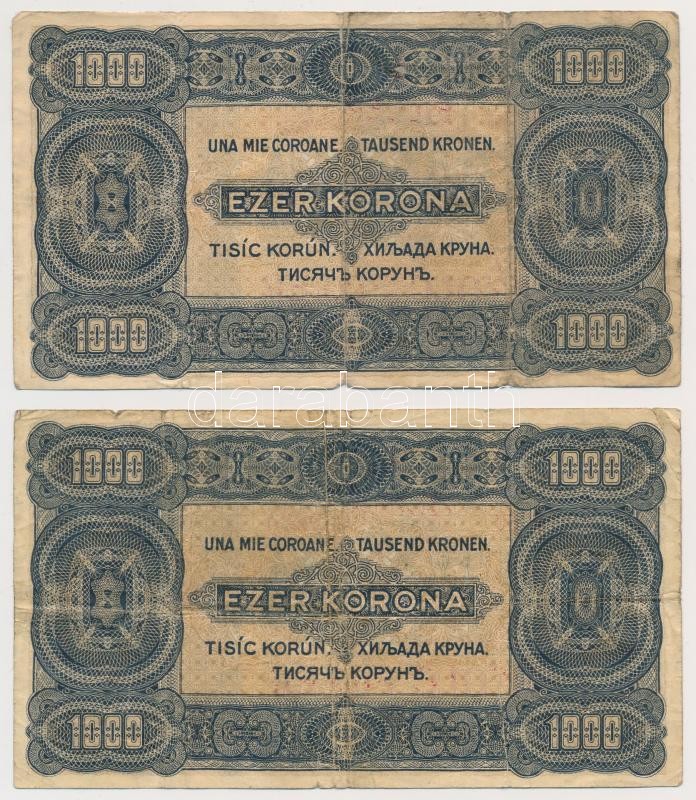 1000 1000
UNA MIE COROANE. TAUSEND KRONEN.
EZER KORONA
TISÍC KORÚN. ХИЉАДА КРУНА.
ТИСЯЧЪ КОРУНЪ.
1000 1000
darabanth
1000 1000
UNA MIE COROANE. TAUSEND KRONEN.
EZER KORONA
TISÍC KORÚN. ХИЉАДА КРУНА.
ТИСЯЧЪ КОРУНЪ.
1000 1000